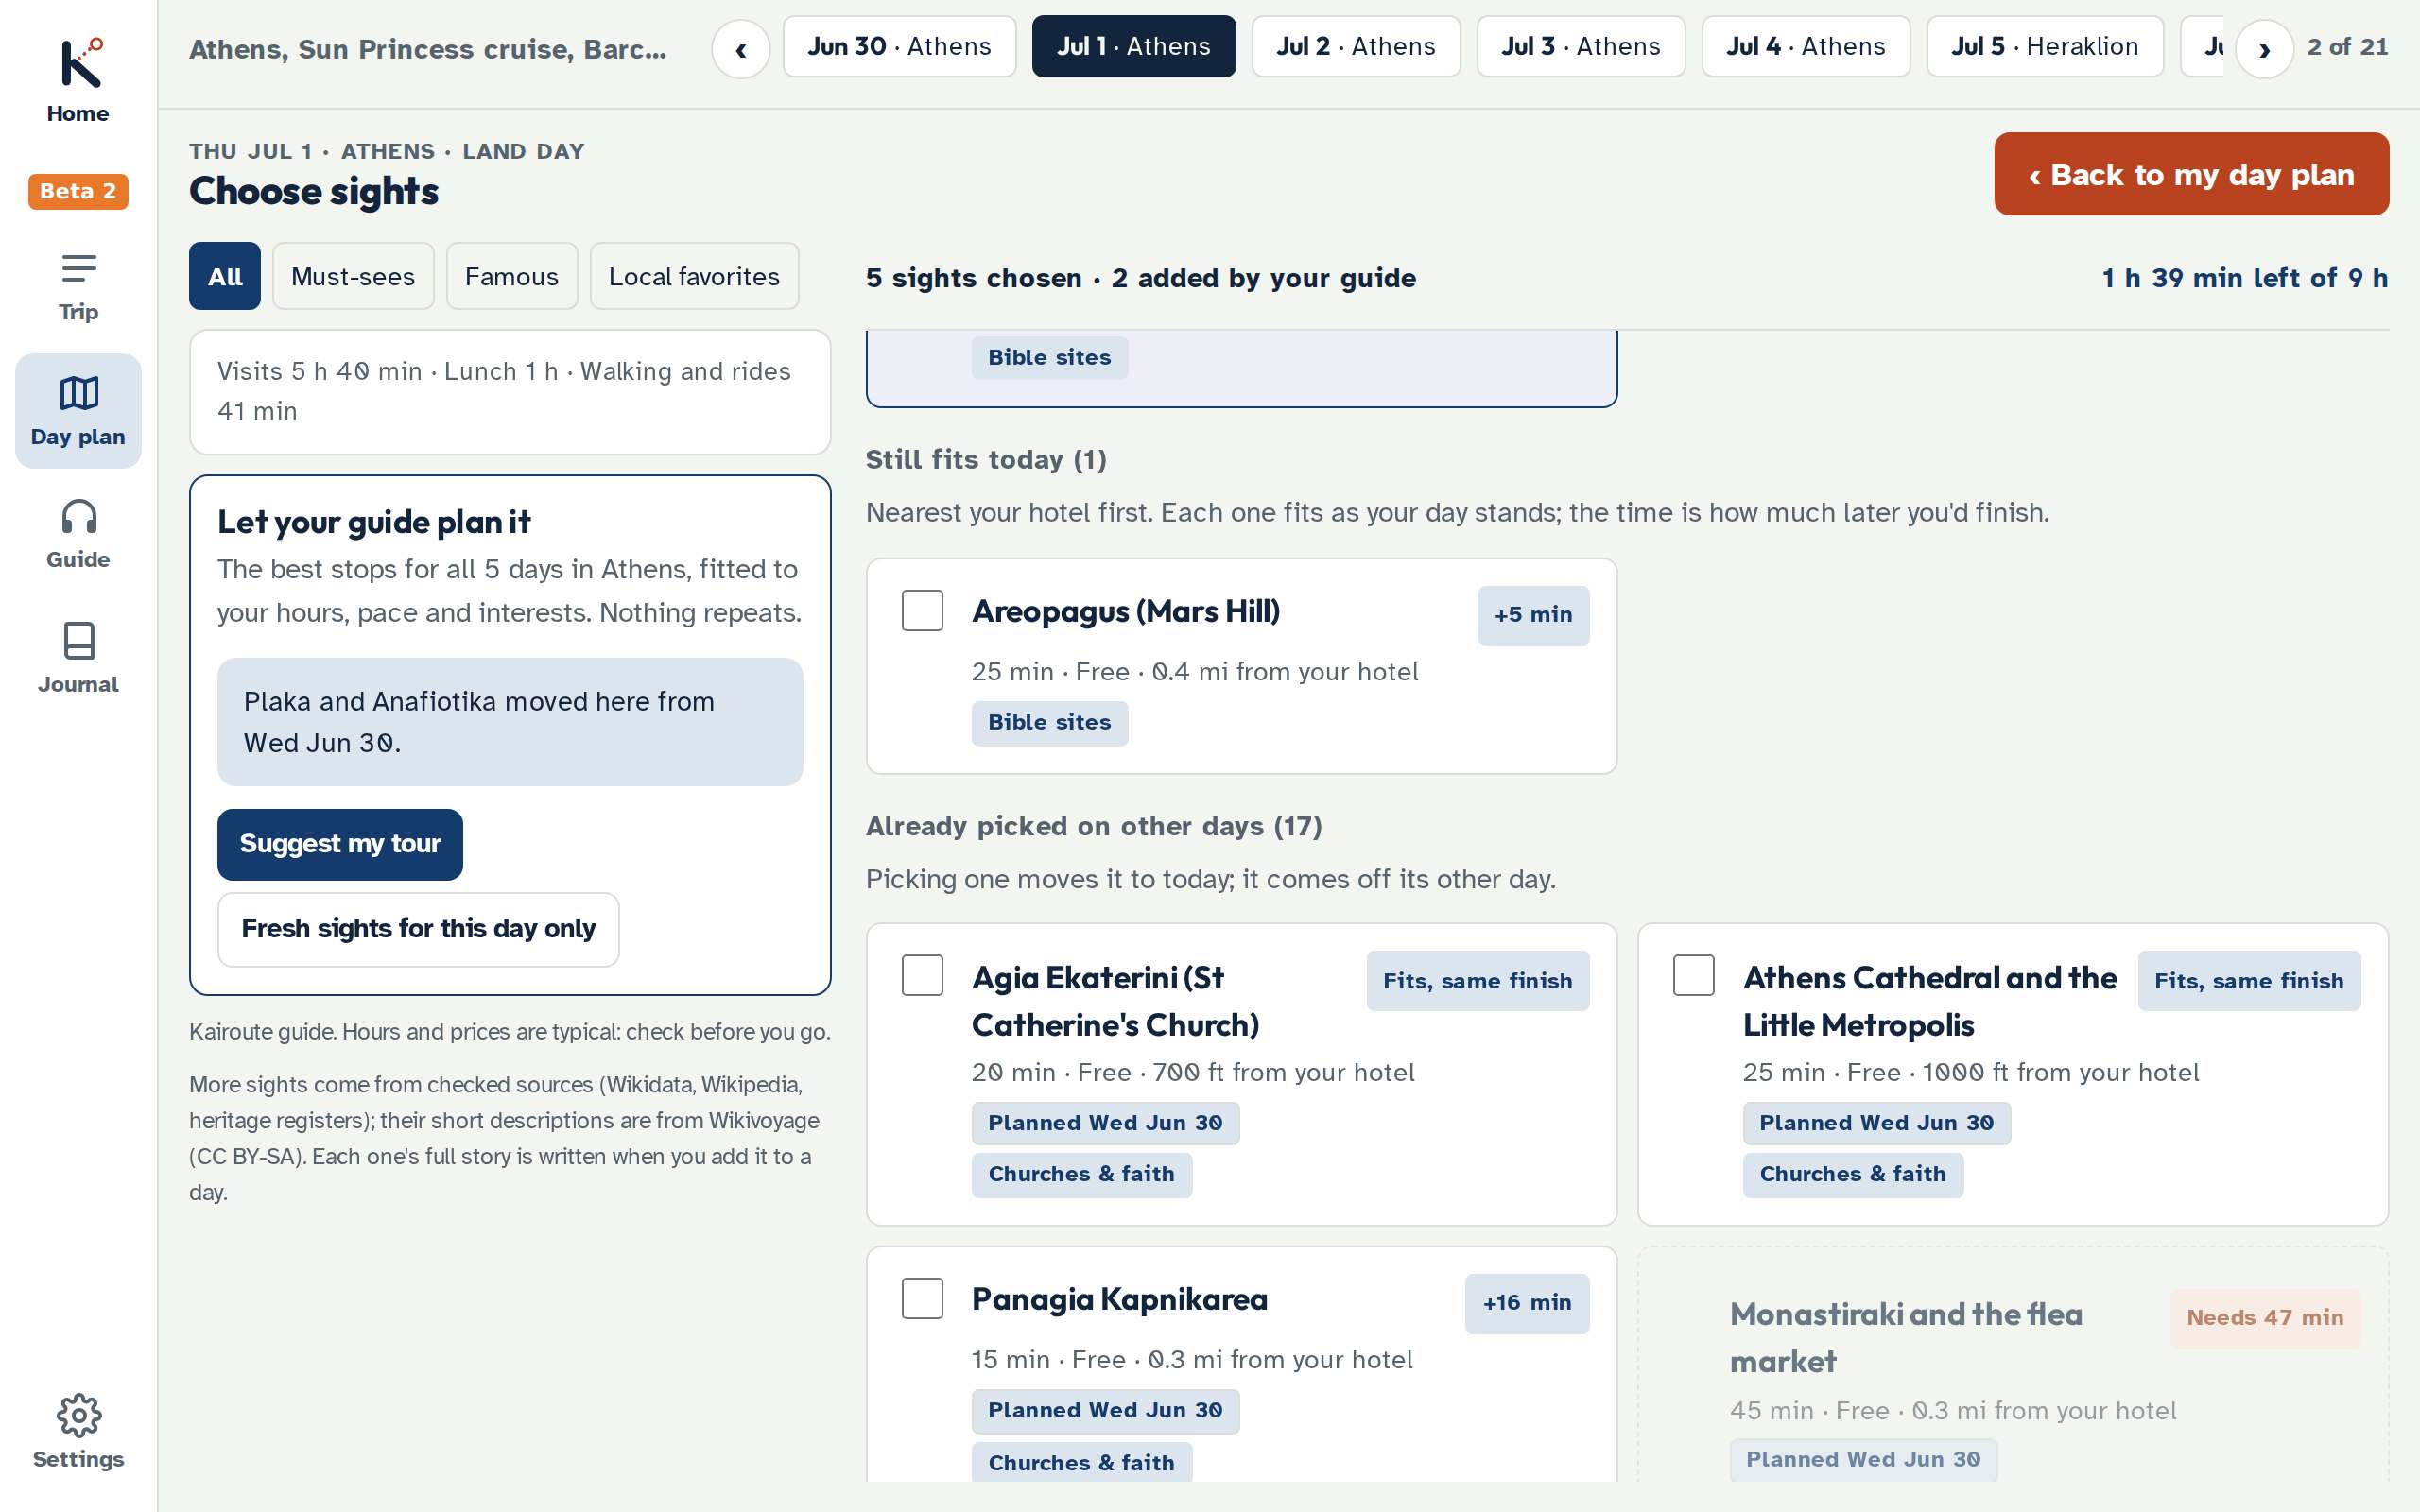 Home
Beta 2
Trip
Day plan
Guide
Journal
Settings
Athens, Sun Princess cruise, Barc...
‹
Jun 30 · Athens
Jul 1 · Athens
Jul 2 · Athens
Jul 3 · Athens
Jul 4 · Athens
Jul 5 · Heraklion
›
2 of 21
THU JUL 1 · ATHENS · LAND DAY
Choose sights
‹ Back to my day plan
All
Must-sees
Famous
Local favorites
Visits 5 h 40 min · Lunch 1 h · Walking and rides
41 min
Let your guide plan it
The best stops for all 5 days in Athens, fitted to
your hours, pace and interests. Nothing repeats.
Plaka and Anafiotika moved here from
Wed Jun 30.
Suggest my tour
Fresh sights for this day only
Kairoute guide. Hours and prices are typical: check before you go.
More sights come from checked sources (Wikidata, Wikipedia,
heritage registers); their short descriptions are from Wikivoyage
(CC BY-SA). Each one's full story is written when you add it to a
day.
5 sights chosen · 2 added by your guide
1 h 39 min left of 9 h
Bible sites
Still fits today (1)
Nearest your hotel first. Each one fits as your day stands; the time is how much later you'd finish.
Areopagus (Mars Hill)
+5 min
25 min · Free · 0.4 mi from your hotel
Bible sites
Already picked on other days (17)
Picking one moves it to today; it comes off its other day.
Agia Ekaterini (St
Catherine's Church)
Fits, same finish
20 min · Free · 700 ft from your hotel
Planned Wed Jun 30
Churches & faith
Athens Cathedral and the
Little Metropolis
Fits, same finish
25 min · Free · 1000 ft from your hotel
Planned Wed Jun 30
Churches & faith
Panagia Kapnikarea
+16 min
15 min · Free · 0.3 mi from your hotel
Planned Wed Jun 30
Churches & faith
Monastiraki and the flea
market
Needs 47 min
45 min · Free · 0.3 mi from your hotel
Planned Wed Jun 30